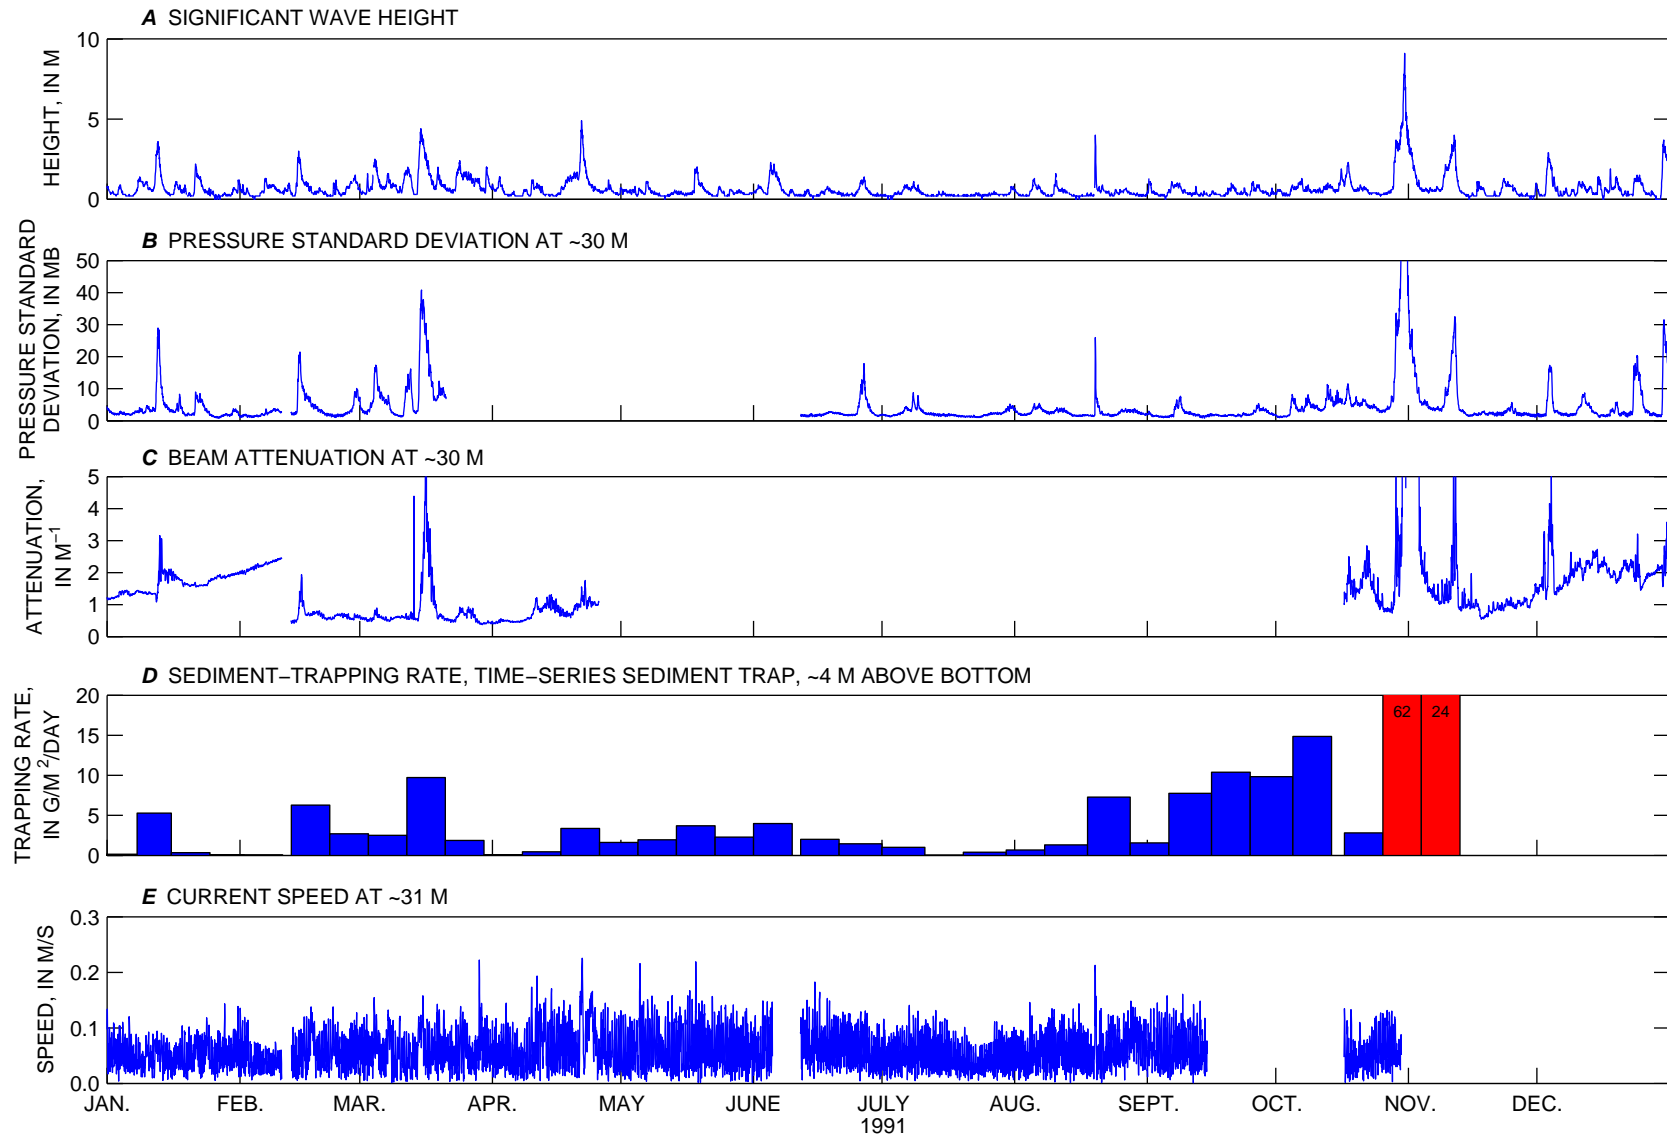 A SIGNIFICANT WAVE HEIGHT
HEIGHT, IN M
10
5
0
B PRESSURE STANDARD DEVIATION AT ~30 M
PRESSURE STANDARD
DEVIATION, IN MB
50
40
30
20
10
0
C BEAM ATTENUATION AT ~30 M
ATTENUATION,
IN M−1
5
4
3
2
1
0
D SEDIMENT−TRAPPING RATE, TIME−SERIES SEDIMENT TRAP, ~4 M ABOVE BOTTOM
TRAPPING RATE,
IN G/M 2/DAY
20
15
10
5
0
62
24
E CURRENT SPEED AT ~31 M
SPEED, IN M/S
0.3
0.2
0.1
0.0
JAN. FEB. MAR. APR. MAY JUNE JULY AUG. SEPT. OCT. NOV. DEC.
1991